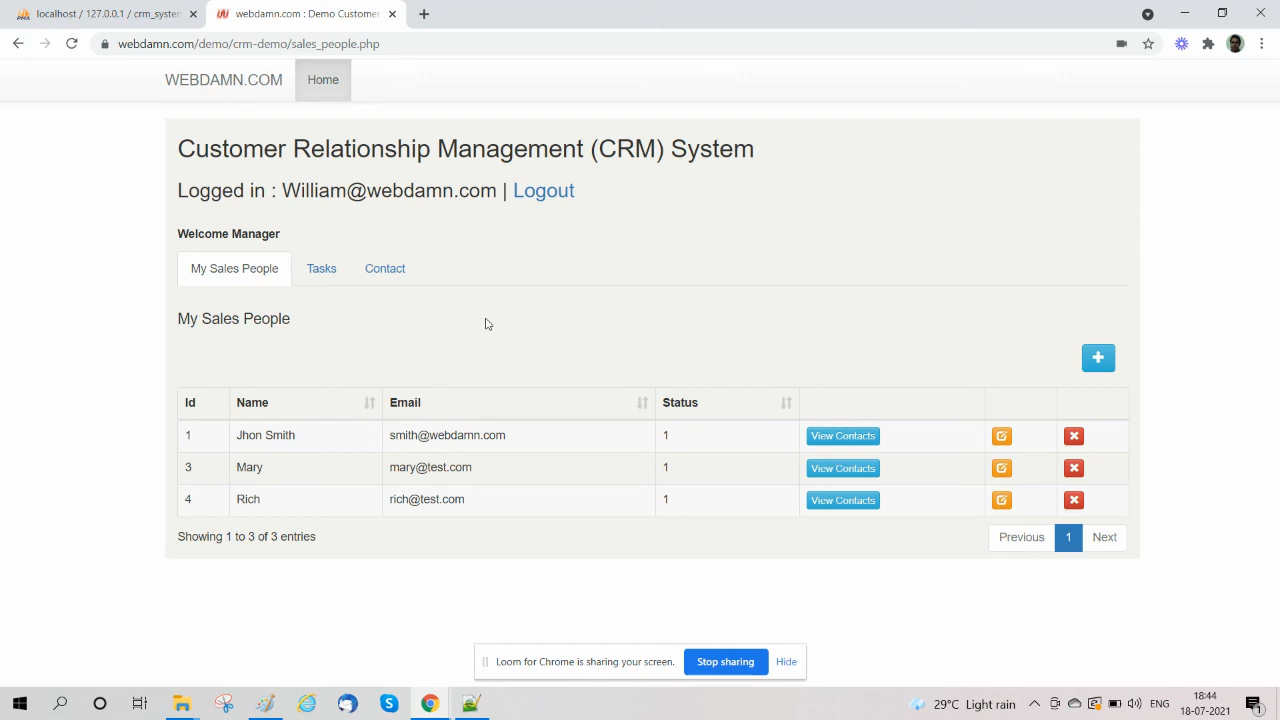 localhost / 127.0.0.1 / crm_system
webdamn.com : Demo Customer
webdamn.com/demo/crm-demo/sales_people.php
WEBDAMN.COM
Home
Customer Relationship Management (CRM) System
Logged in : William@webdamn.com | Logout
Welcome Manager
My Sales People Tasks Contact
My Sales People
Id Name Email Status
1 Jhon Smith smith@webdamn.com 1 View Contacts
3 Mary mary@test.com 1 View Contacts
4 Rich rich@test.com 1 View Contacts
Showing 1 to 3 of 3 entries
Previous 1 Next
Loom for Chrome is sharing your screen. Stop sharing Hide
29°C Light rain ENG
18:44
18-07-2021